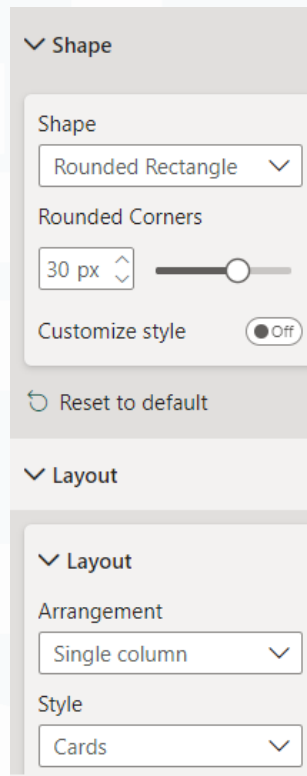 Shape
Shape
Rounded Rectangle
Rounded Corners
30 px
Customize style
Off
Reset to default
Layout
Layout
Arrangement
Single column
Style
Cards